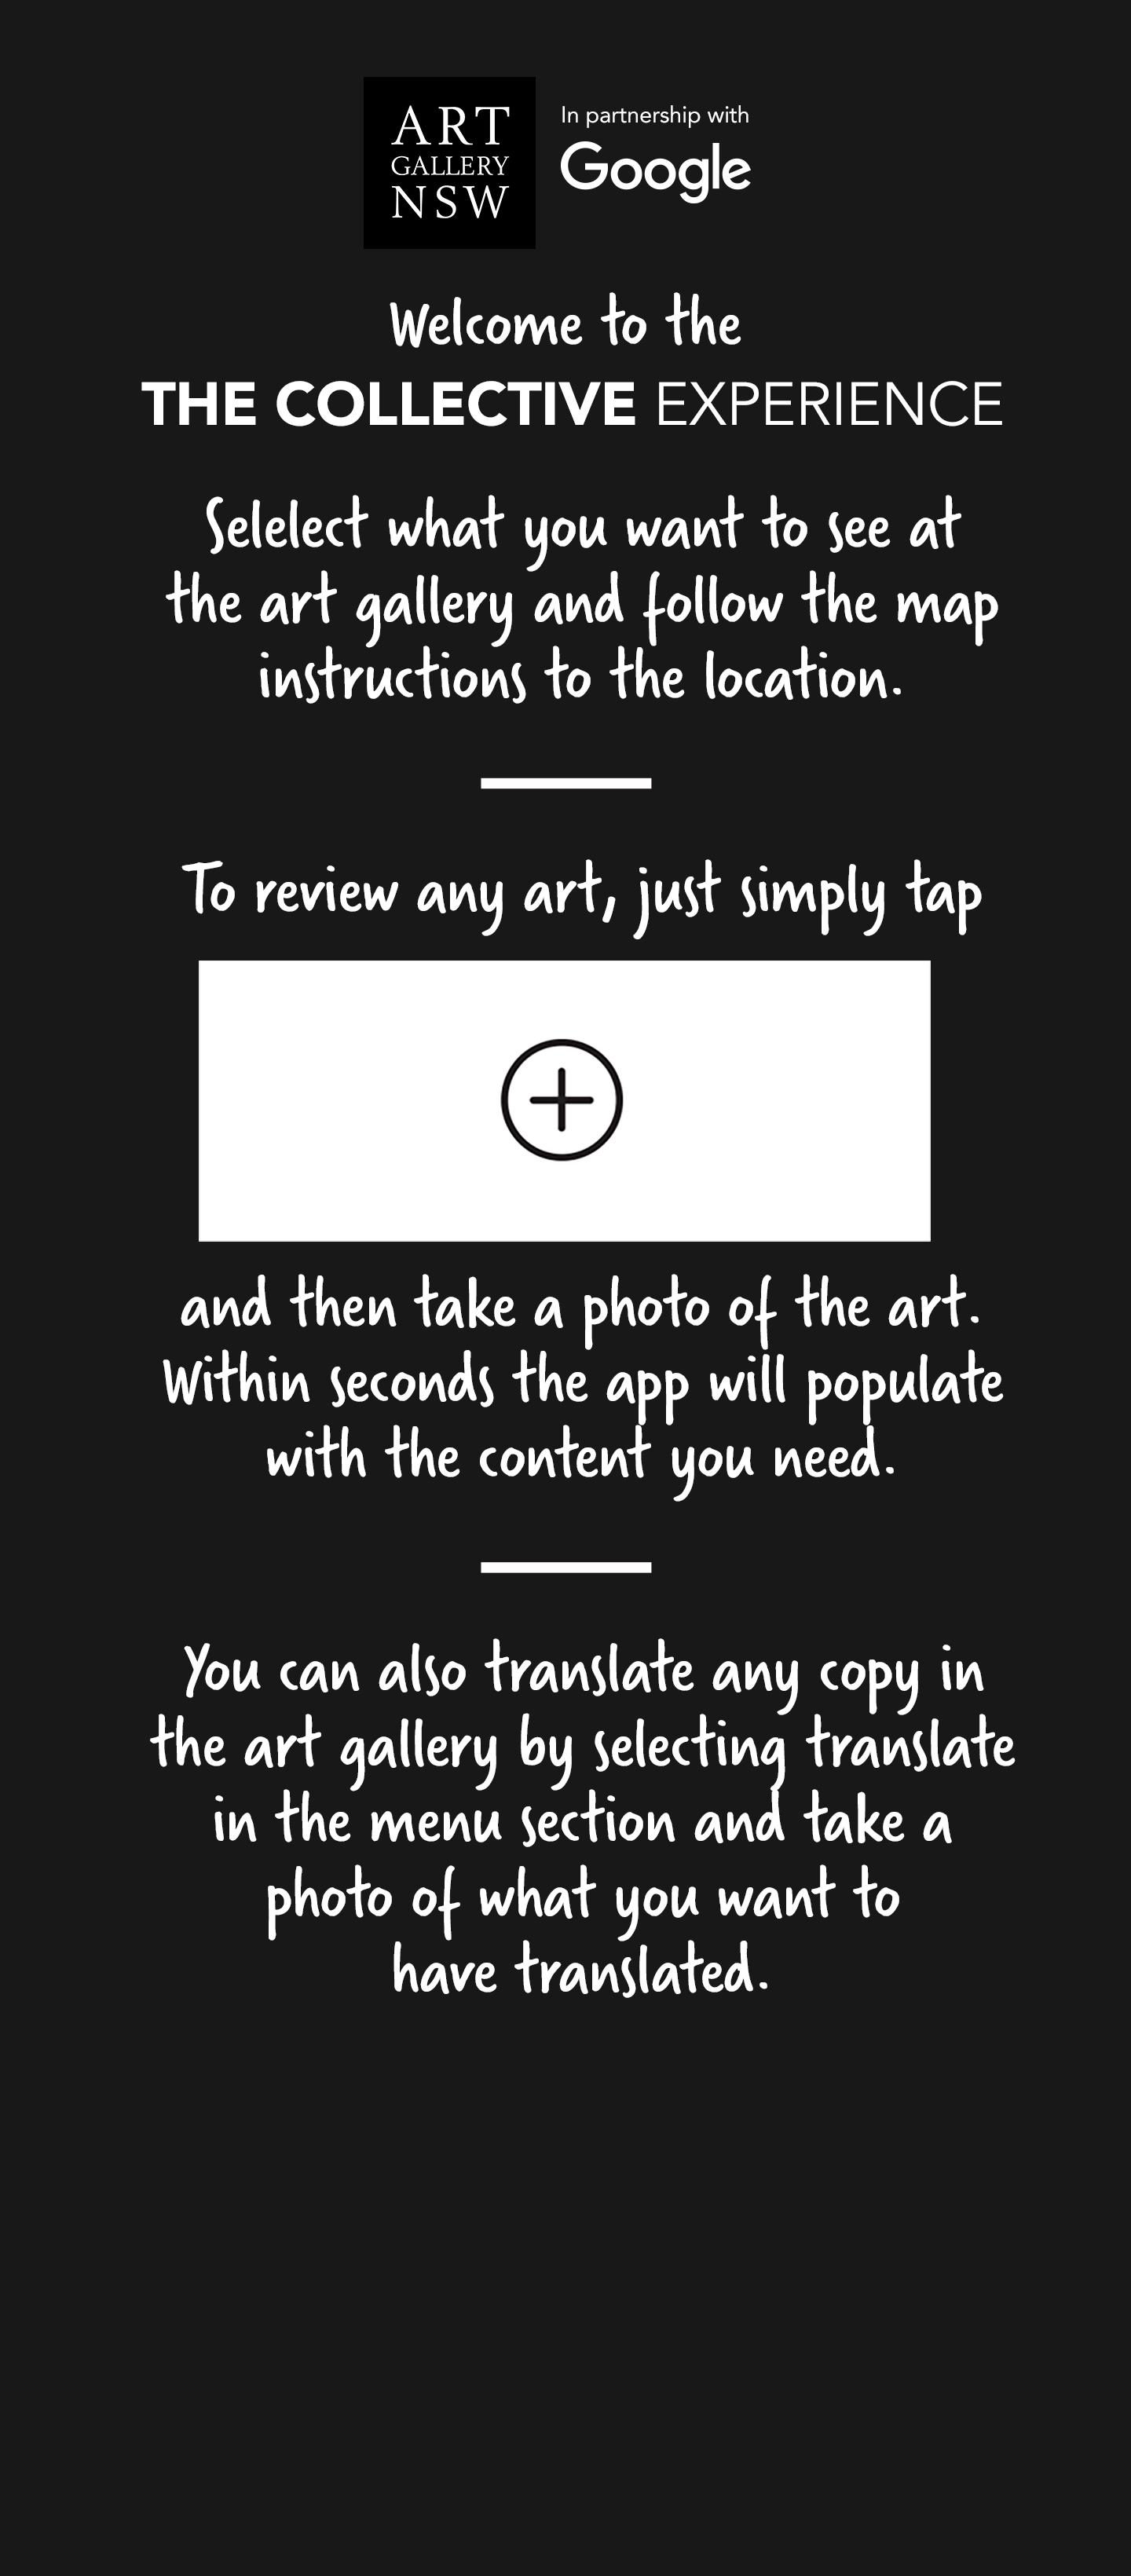 ART
GALLERY
NSW
In partnership with
Google
Welcome to the
THE COLLECTIVE EXPERIENCE
Selelect what you want to see at
the art gallery and follow the map
instructions to the location.
To review any art, just simply tap
and then take a photo of the art.
Within seconds the app will populate
with the content you need.
You can also translate any copy in
the art gallery by selecting translate
in the menu section and take a
photo of what you want to
have translated.